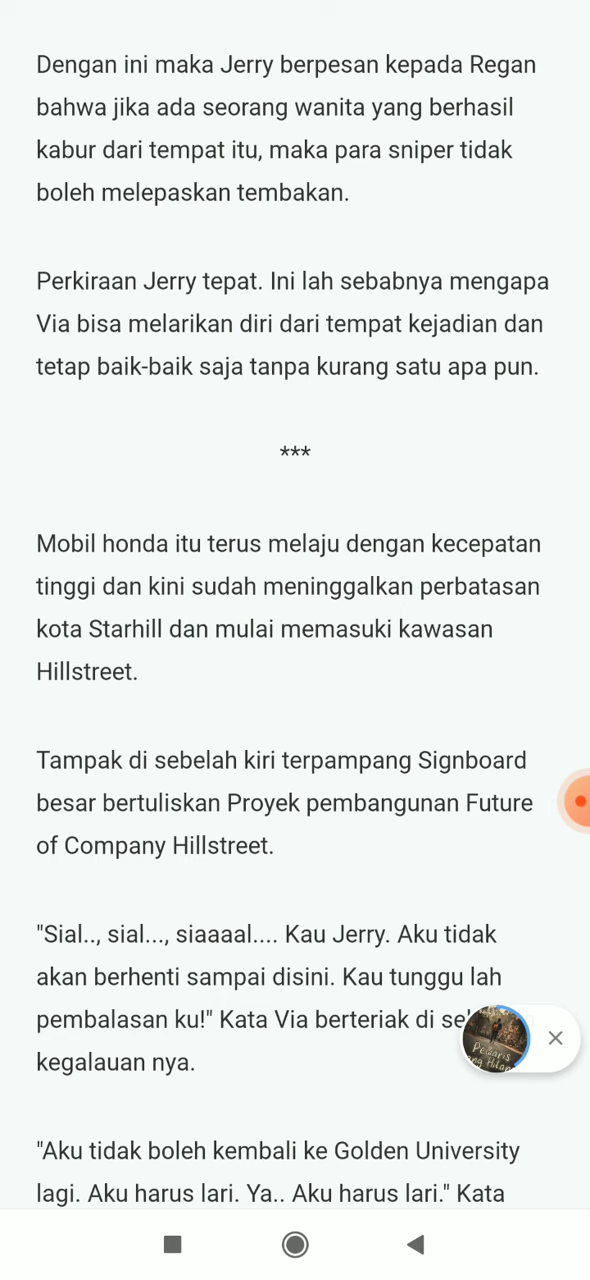 Dengan ini maka Jerry berpesan kepada Regan
bahwa jika ada seorang wanita yang berhasil
kabur dari tempat itu, maka para sniper tidak
boleh melepaskan tembakan.
Perkiraan Jerry tepat. Ini lah sebabnya mengapa
Via bisa melarikan diri dari tempat kejadian dan
tetap baik-baik saja tanpa kurang satu apa pun.
***
Mobil honda itu terus melaju dengan kecepatan
tinggi dan kini sudah meninggalkan perbatasan
kota Starhill dan mulai memasuki kawasan
Hillstreet.
Tampak di sebelah kiri terpampang Signboard
besar bertuliskan Proyek pembangunan Future
of Company Hillstreet.
"Sial.., sial..., siaaaal.... Kau Jerry. Aku tidak
akan berhenti sampai disini. Kau tunggu lah
pembalasan ku!" Kata Via berteriak di
kegalauan nya.
"Aku tidak boleh kembali ke Golden University
lagi. Aku harus lari. Ya.. Aku harus lari." Kata